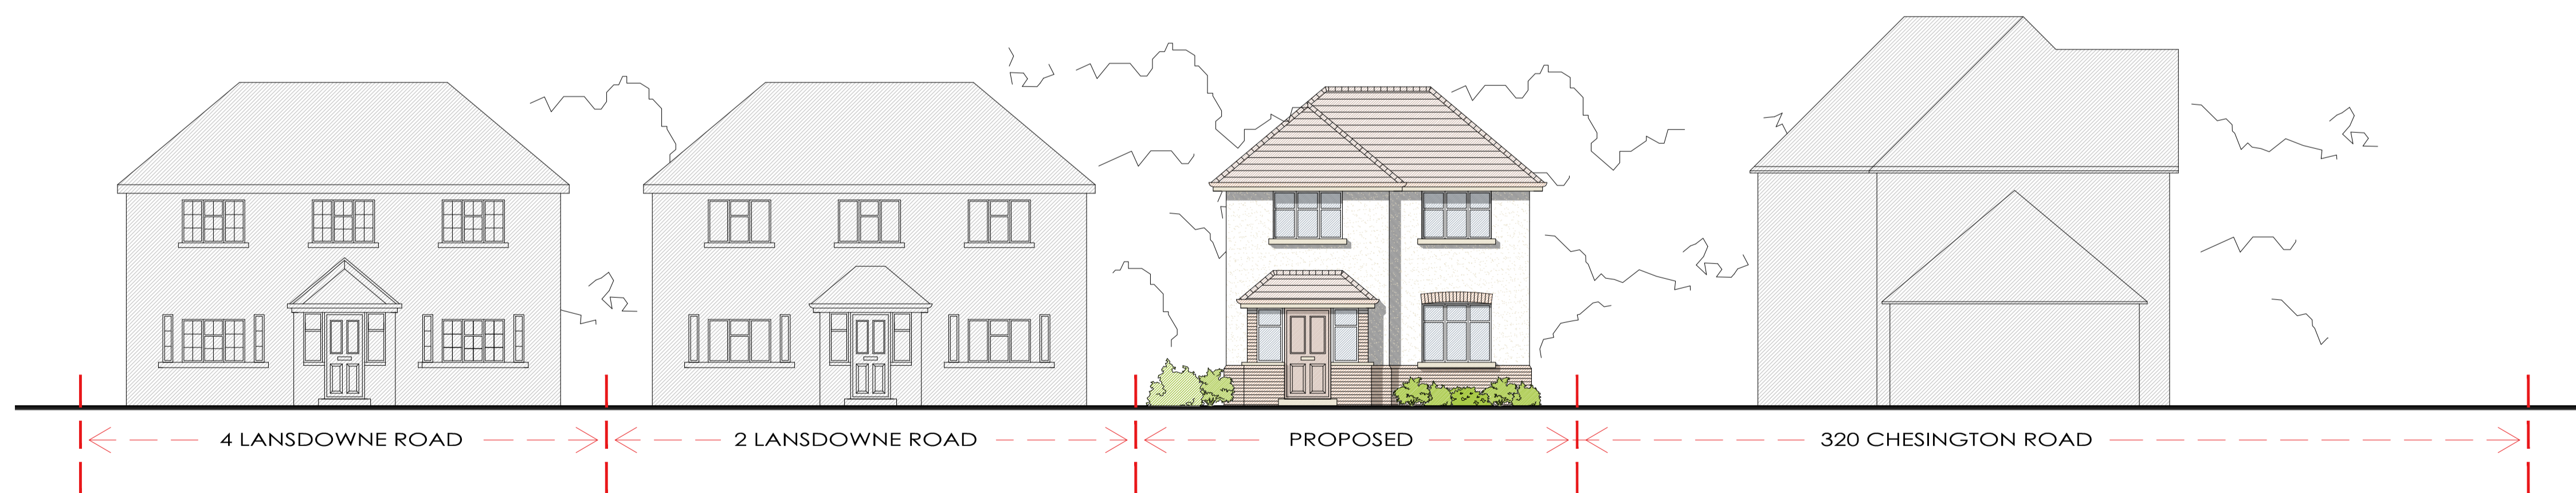 4 LANSDOWNE ROAD
2 LANSDOWNE ROAD
PROPOSED
320 CHESINGTON ROAD